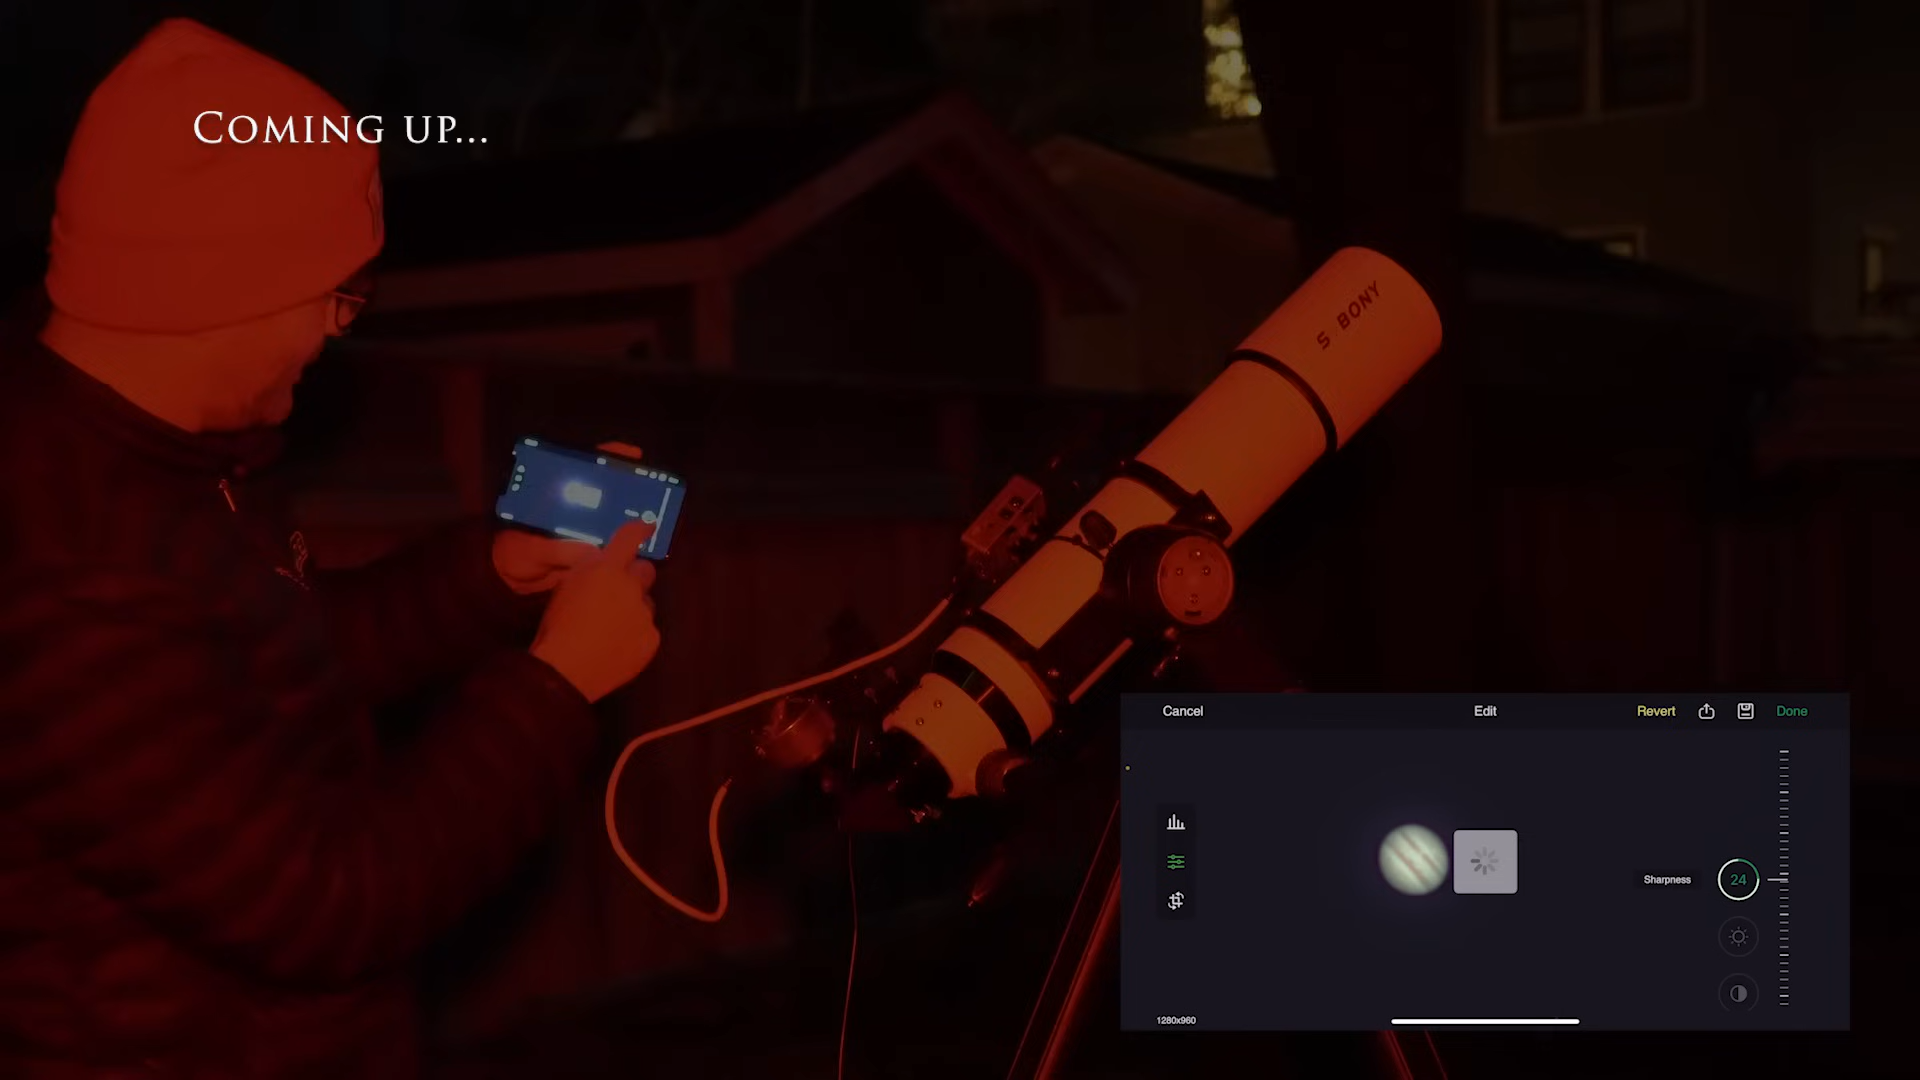 Coming up...
S BONY
Cancel
Edit
Revert
Done
Sharpness
24
1280x960